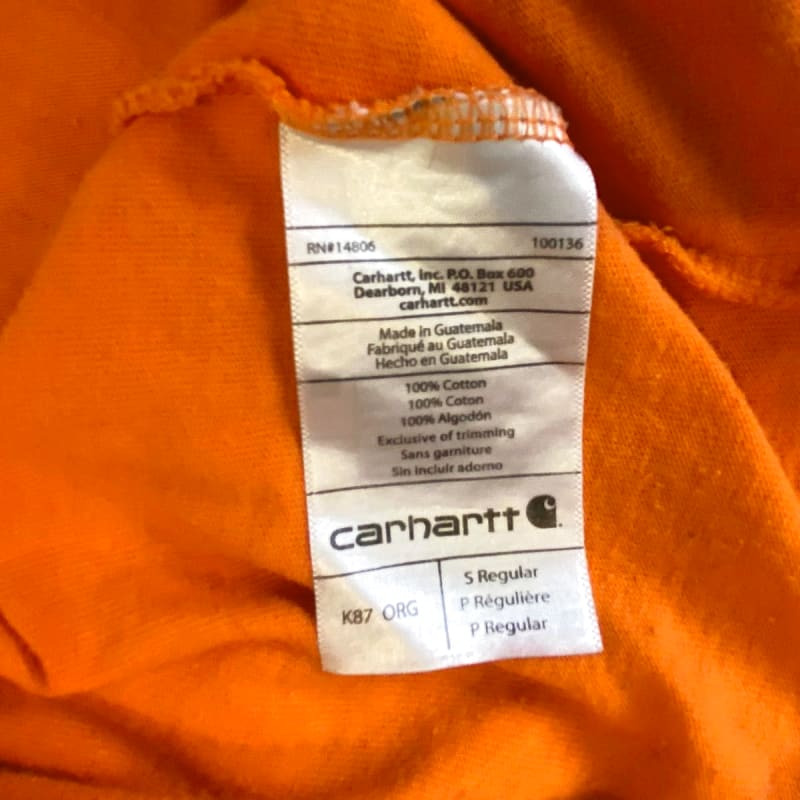 RN#14806 100136
Carhartt, Inc. P.O. Box 600
Dearborn, MI 48121 USA
carhartt.com
Made in Guatemala
Fabriqué au Guatemala
Hecho en Guatemala
100% Cotton
100% Coton
100% Algodón
Exclusive of trimming
Sans garniture
Sin incluir adorno
carhartt
K87 ORG
S Regular
P Régulière
P Regular